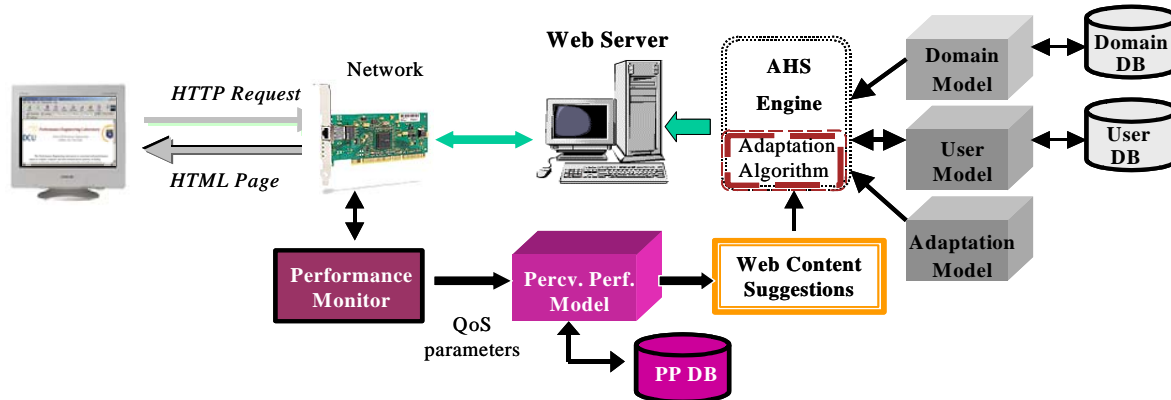 Web Server
Network
HTTP Request
HTML Page
DCU
AHS
Engine
Adaptation
Algorithm
Domain
Model
Domain
DB
User
Model
User
DB
Adaptation
Model
Performance
Monitor
QoS
parameters
Percv. Perf.
Model
PP DB
Web Content
Suggestions